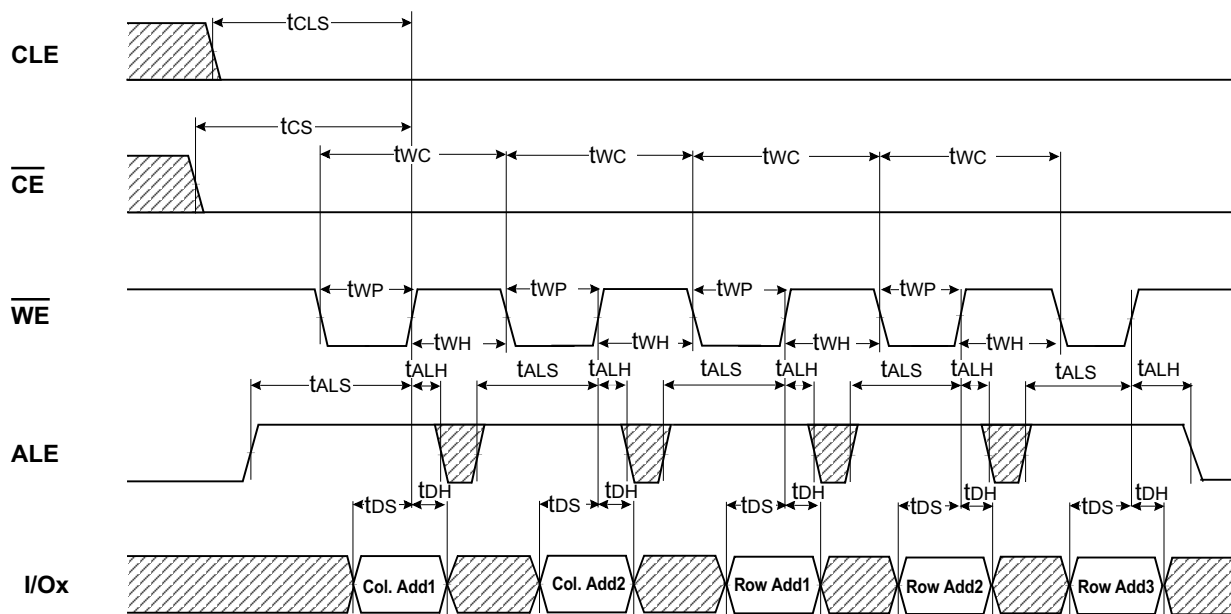 CLE
tCLS
CE
tCS
tWC tWC tWC tWC
WE
tWP tWP tWP tWP
tWH tWH tWH tWH
ALE
tALS tALH tALS tALH tALS tALH tALS tALH tALS tALH
tDS tDH tDS tDH tDS tDH tDS tDH tDS tDH
I/Ox
Col. Add1 Col. Add2 Row Add1 Row Add2 Row Add3